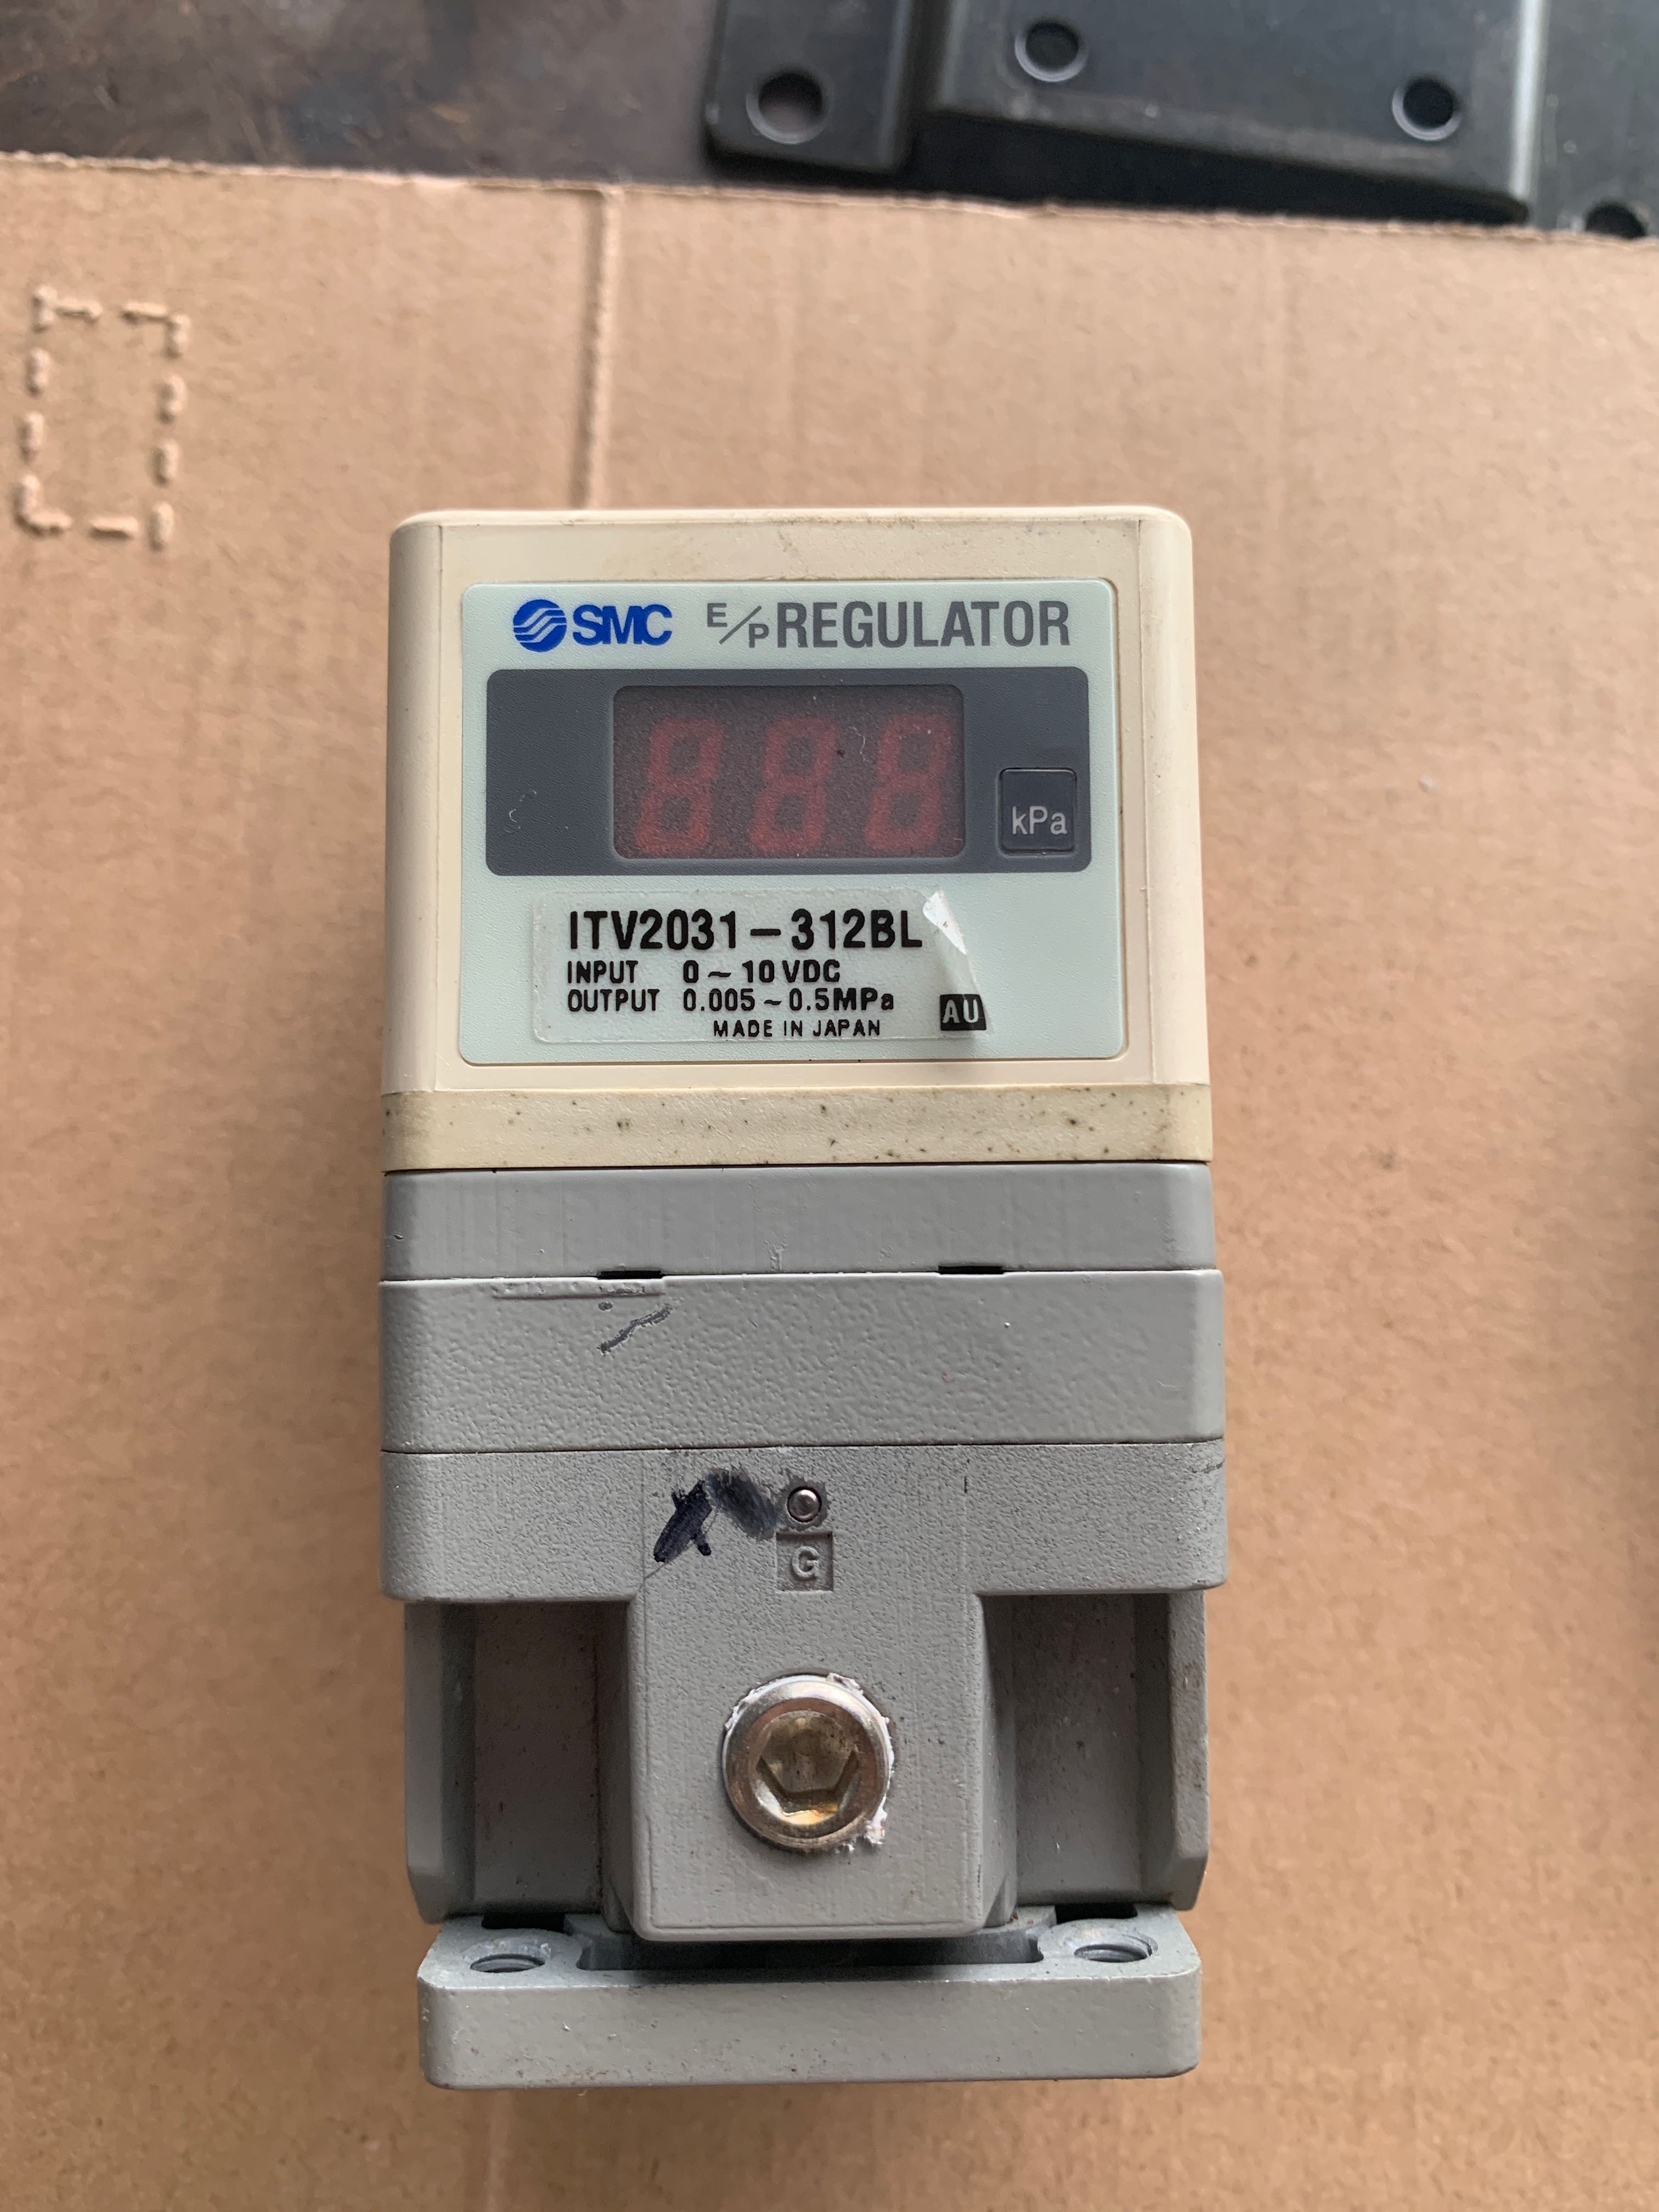 SMC E/P REGULATOR
888
kPa
ITV2031-312BL
INPUT 0~10VDC
OUTPUT 0.005~0.5MPa AU
MADE IN JAPAN
G